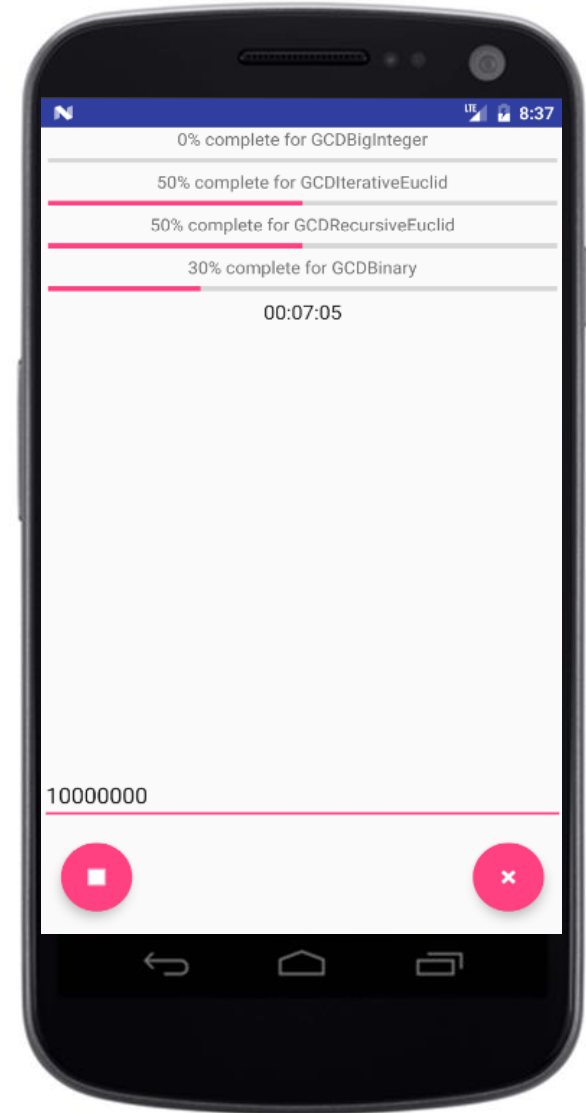 LTE 8:37
0% complete for GCDBigInteger
50% complete for GCDIterativeEuclid
50% complete for GCDRecursiveEuclid
30% complete for GCDBinary
00:07:05
10000000